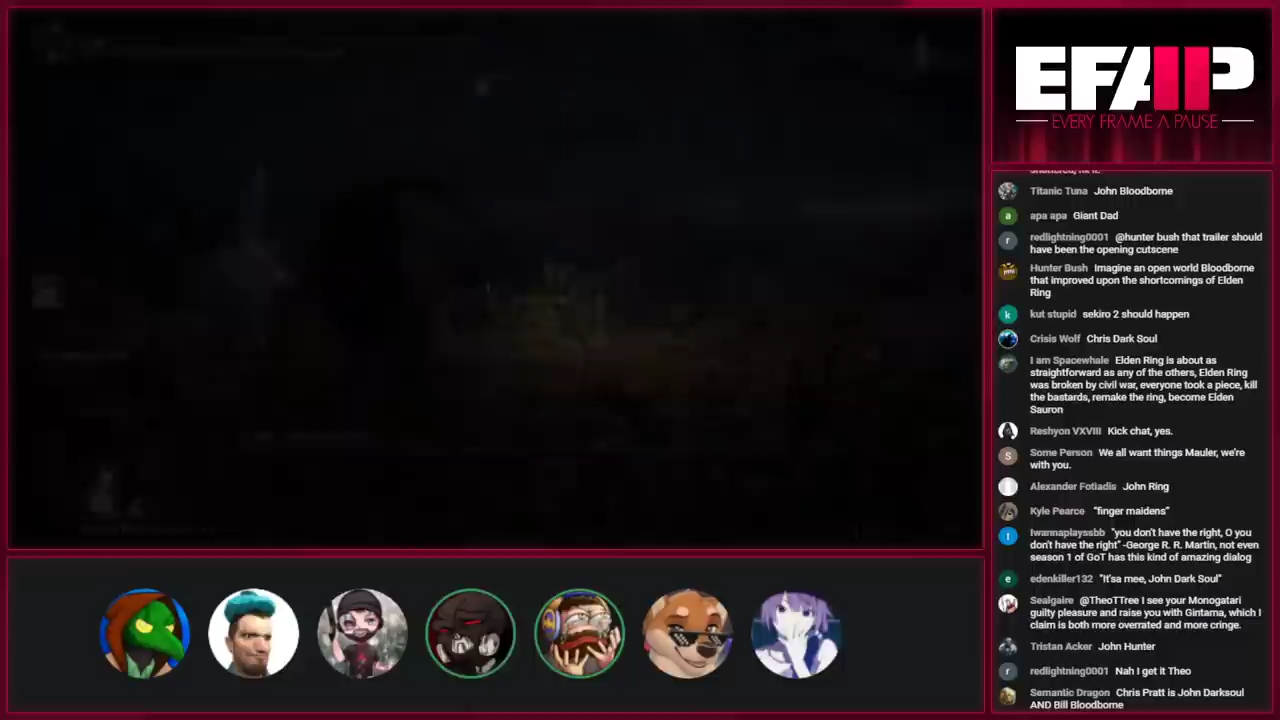 EFAP
EVERY FRAME A PAUSE
Titanic Tuna John Bloodborne
a apa apa Giant Dad
r redlightning0001 @hunter bush that trailer should
have been the opening cutscene
Hunter Bush Imagine an open world Bloodborne
that improved upon the shortcomings of Elden
Ring
k kut stupid sekiro 2 should happen
Crisis Wolf Chris Dark Soul
I am Spacewhale Elden Ring is about as
straightforward as any of the others, Elden Ring
was broken by civil war, everyone took a piece, kill
the bastards, remake the ring, become Elden
Sauron
Reshyon VXVIII Kick chat, yes.
S Some Person We all want things Mauler, we're
with you.
Alexander Fotiadis John Ring
Kyle Pearce "finger maidens"
I Iwannaplayssbb "you don't have the right, O you
don't have the right" -George R. R. Martin, not even
season 1 of GoT has this kind of amazing dialog
e edenkiller132 "It'sa mee, John Dark Soul"
Sealgaire @TheoTTree I see your Monogatari
guilty pleasure and raise you with Gintama, which I
claim is both more overrated and more cringe.
Tristan Acker John Hunter
r redlightning0001 Nah I get it Theo
Semantic Dragon Chris Pratt is John Darksoul
AND Bill Bloodborne